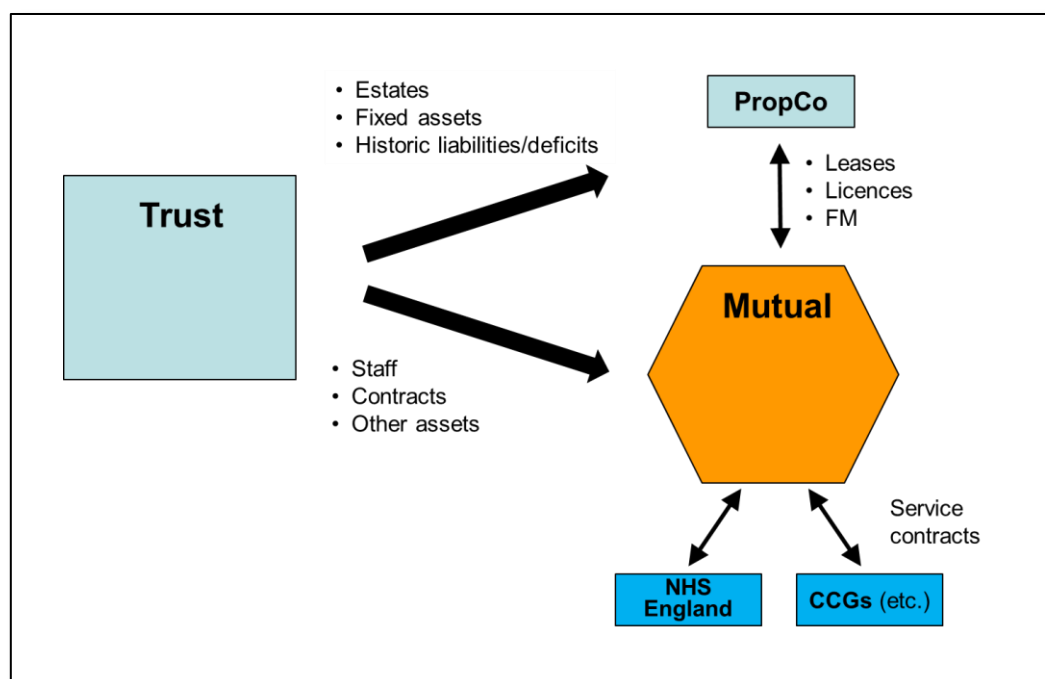 Trust
• Estates
• Fixed assets
• Historic liabilities/deficits
• Staff
• Contracts
• Other assets
PropCo
• Leases
• Licences
• FM
Mutual
Service
contracts
NHS
England
CCGs (etc.)